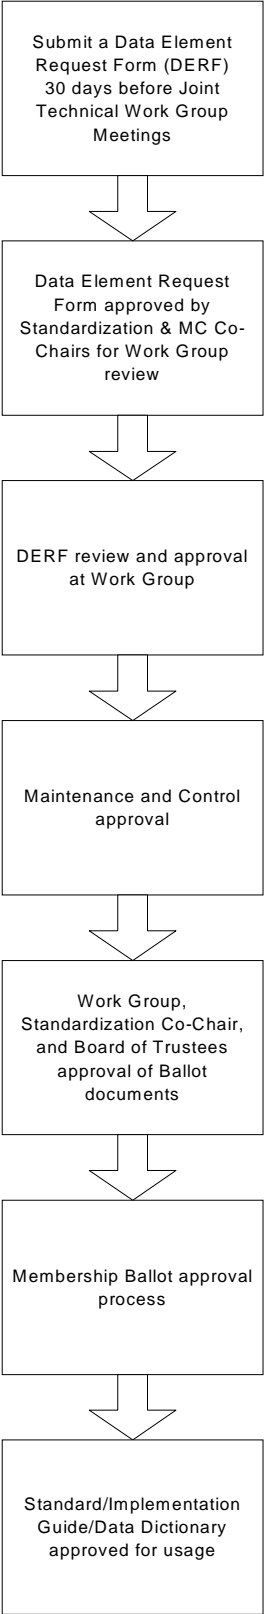 Submit a Data Element
Request Form (DERF)
30 days before Joint
Technical Work Group
Meetings
Data Element Request
Form approved by
Standardization & MC Co-
Chairs for Work Group
review
DERF review and approval
at Work Group
Maintenance and Control
approval
Work Group,
Standardization Co-Chair,
and Board of Trustees
approval of Ballot
documents
Membership Ballot approval
process
Standard/Implementation
Guide/Data Dictionary
approved for usage